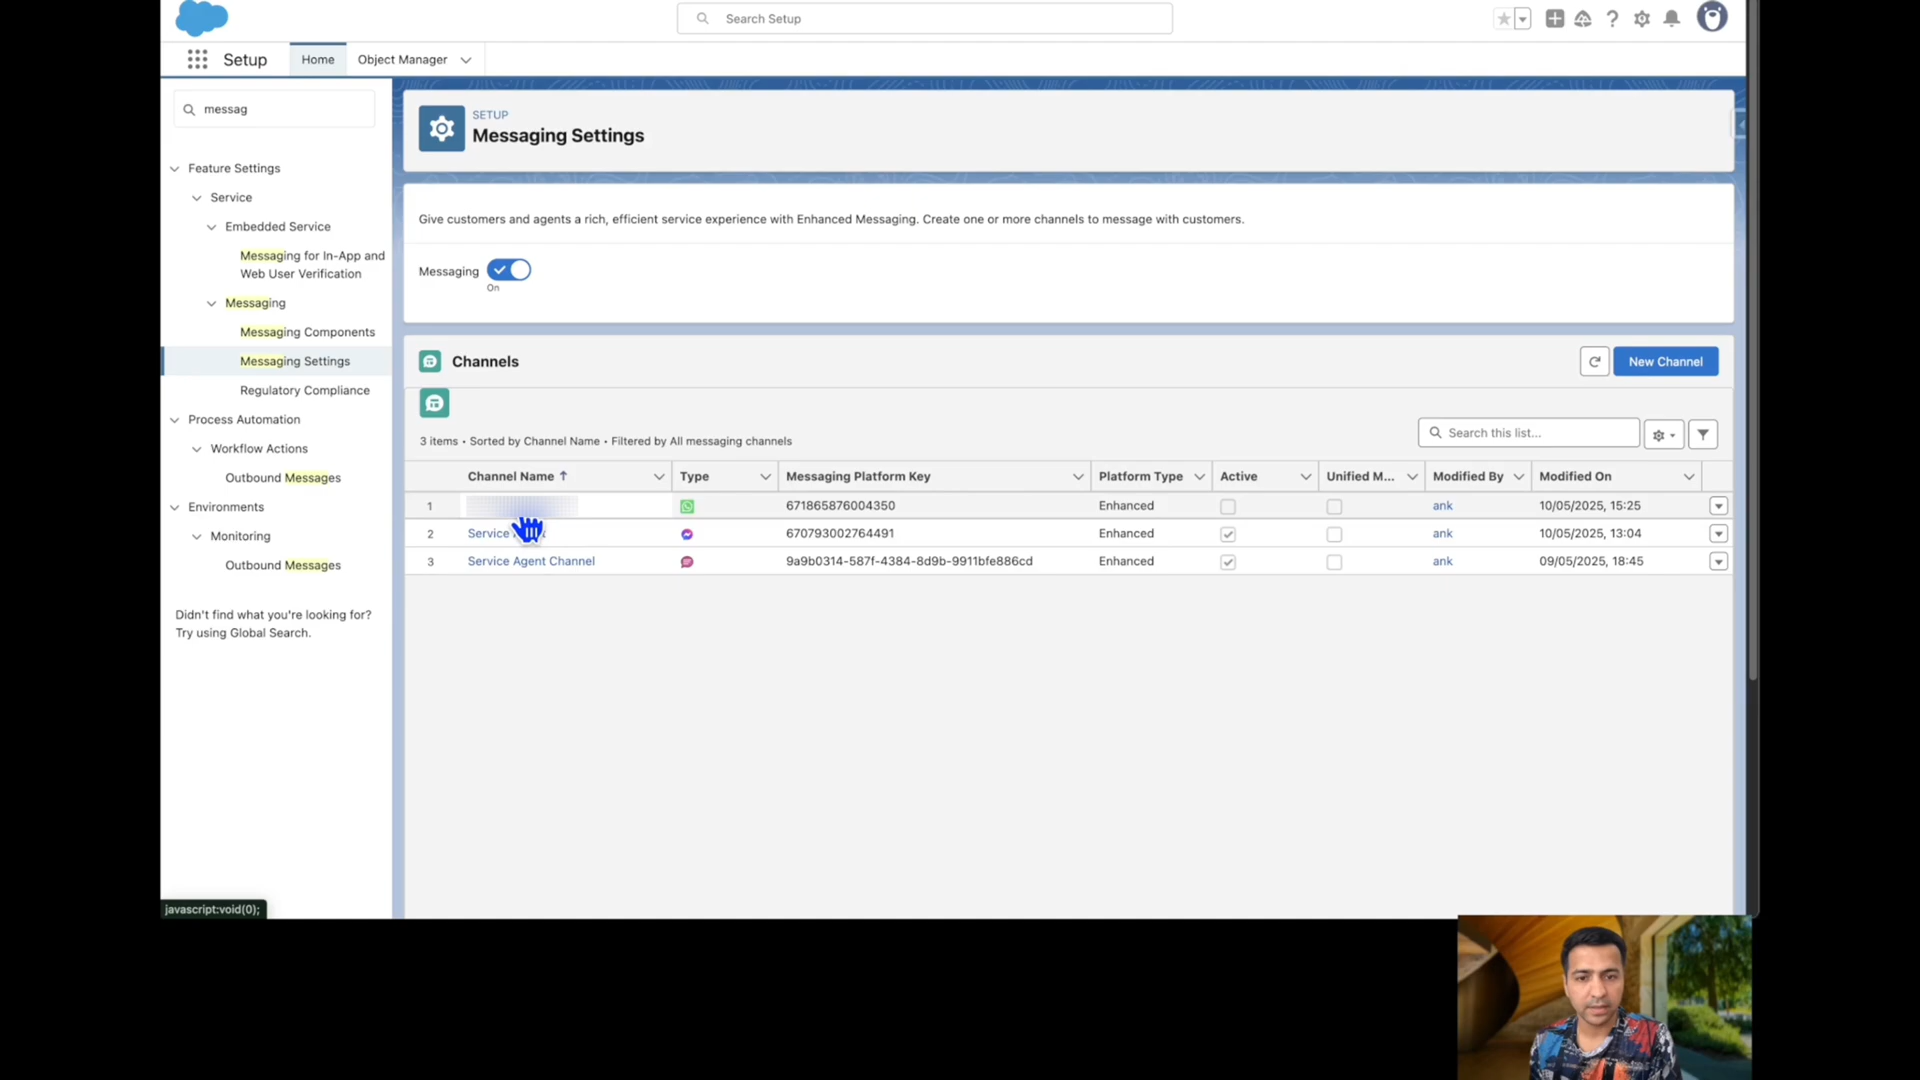 Search Setup
Setup
Home
Object Manager
messag
Feature Settings
Service
Embedded Service
Messaging for In-App and
Web User Verification
Messaging
Messaging Components
Messaging Settings
Regulatory Compliance
Process Automation
Workflow Actions
Outbound Messages
Environments
Monitoring
Outbound Messages
Didn't find what you're looking for?
Try using Global Search.
javascript:void(0);
SETUP
Messaging Settings
Give customers and agents a rich, efficient service experience with Enhanced Messaging. Create one or more channels to message with customers.
Messaging
On
Channels
New Channel
3 items • Sorted by Channel Name • Filtered by All messaging channels
Search this list...
Channel Name Type Messaging Platform Key Platform Type Active Unified M... Modified By Modified On
1 671865876004350 Enhanced ank 10/05/2025, 15:25
2 Service 670793002764491 Enhanced ank 10/05/2025, 13:04
3 Service Agent Channel 9a9b0314-587f-4384-8d9b-9911bfe886cd Enhanced ank 09/05/2025, 18:45